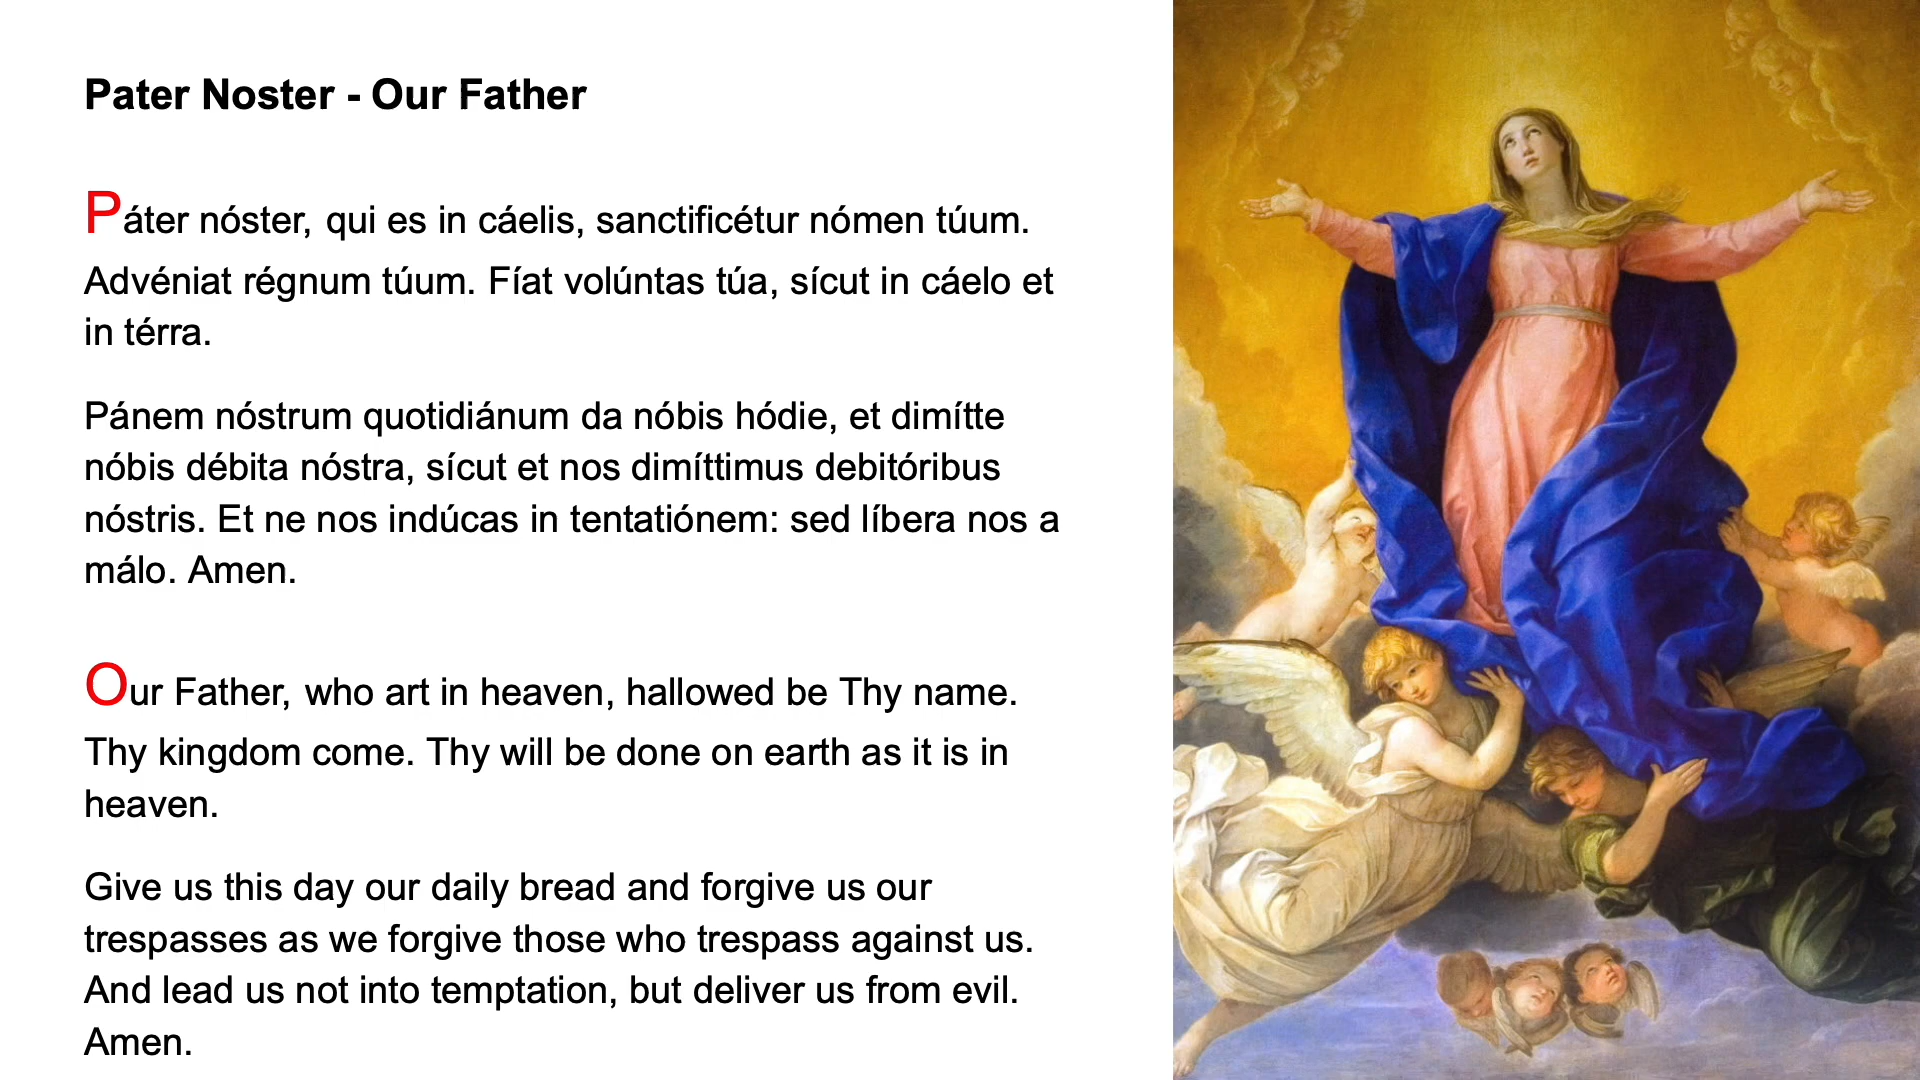 Pater Noster - Our Father
Páter nóster, qui es in cáelis, sanctificétur nómen túum.
Advéniat régnum túum. Fíat volúntas túa, sícut in cáelo et
in térra.
Pánem nóstrum quotidiánum da nóbis hódie, et dimítte
nóbis débita nóstra, sícut et nos dimíttimus debitóribus
nóstris. Et ne nos indúcas in tentatiónem: sed líbera nos a
málo. Amen.
Our Father, who art in heaven, hallowed be Thy name.
Thy kingdom come. Thy will be done on earth as it is in
heaven.
Give us this day our daily bread and forgive us our
trespasses as we forgive those who trespass against us.
And lead us not into temptation, but deliver us from evil.
Amen.